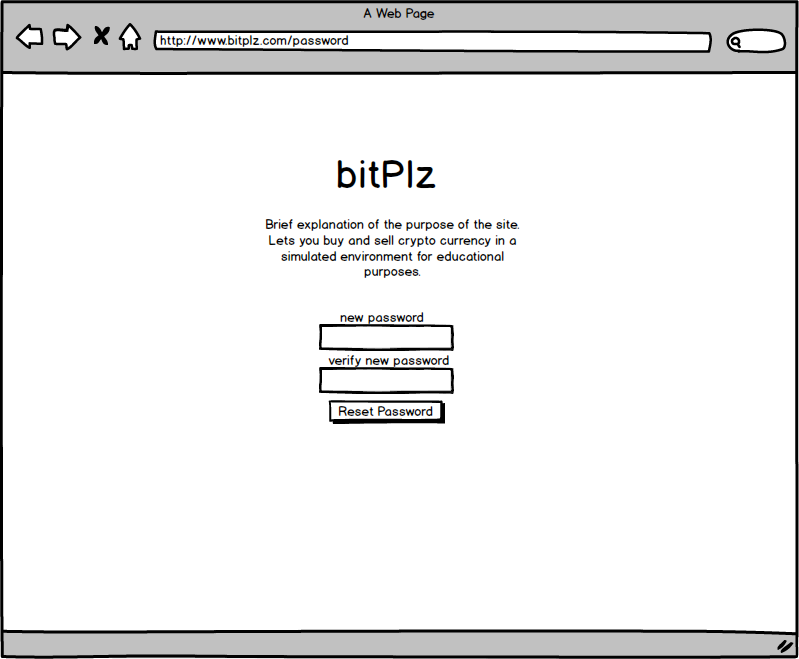 A Web Page
http://www.bitplz.com/password
bitPlz
Brief explanation of the purpose of the site.
Lets you buy and sell crypto currency in a
simulated environment for educational
purposes.
new password
verify new password
Reset Password